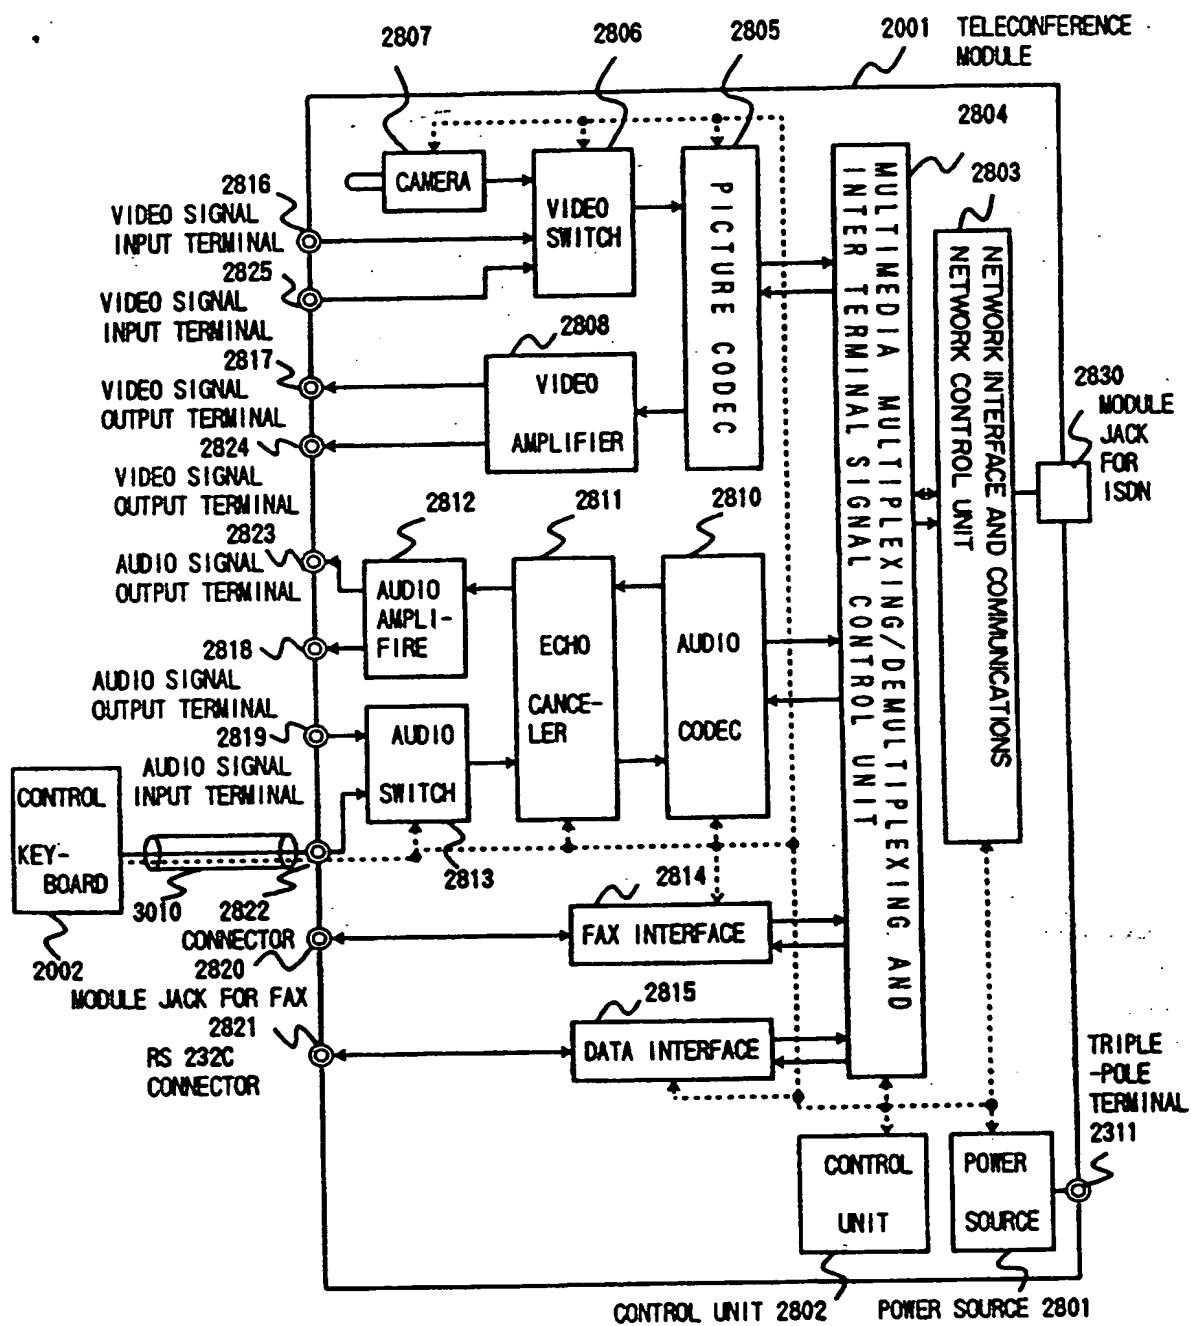 2807
2806
2805
2001 TELECONFERENCE
MODULE
2804
2803
CAMERA
VIDEO
SWITCH
PICTURE CODEC
MULTIMEDIA MULTIPLEXING/DEMULTIPLEXING AND
INTER TERMINAL SIGNAL CONTROL UNIT
NETWORK INTERFACE AND COMMUNICATIONS
NETWORK CONTROL UNIT
2816
VIDEO SIGNAL
INPUT TERMINAL
2825
VIDEO SIGNAL
INPUT TERMINAL
2808
VIDEO
AMPLIFIER
2817
VIDEO SIGNAL
OUTPUT TERMINAL
2824
VIDEO SIGNAL
OUTPUT TERMINAL
2830
MODULE
JACK
FOR
ISDN
2812
2811
2810
2823
AUDIO SIGNAL
OUTPUT TERMINAL
AUDIO
AMPLI-
FIRE
ECHO
CANCE-
LER
AUDIO
CODEC
2818
AUDIO SIGNAL
OUTPUT TERMINAL
2819
AUDIO SIGNAL
INPUT TERMINAL
AUDIO
SWITCH
CONTROL
KEY-
BOARD
2813
3010
2822
CONNECTOR
2814
FAX INTERFACE
2002
2820
MODULE JACK FOR FAX
2815
DATA INTERFACE
2821
RS 232C
CONNECTOR
TRIPLE
-POLE
TERMINAL
2311
CONTROL
UNIT
POWER
SOURCE
CONTROL UNIT 2802
POWER SOURCE 2801